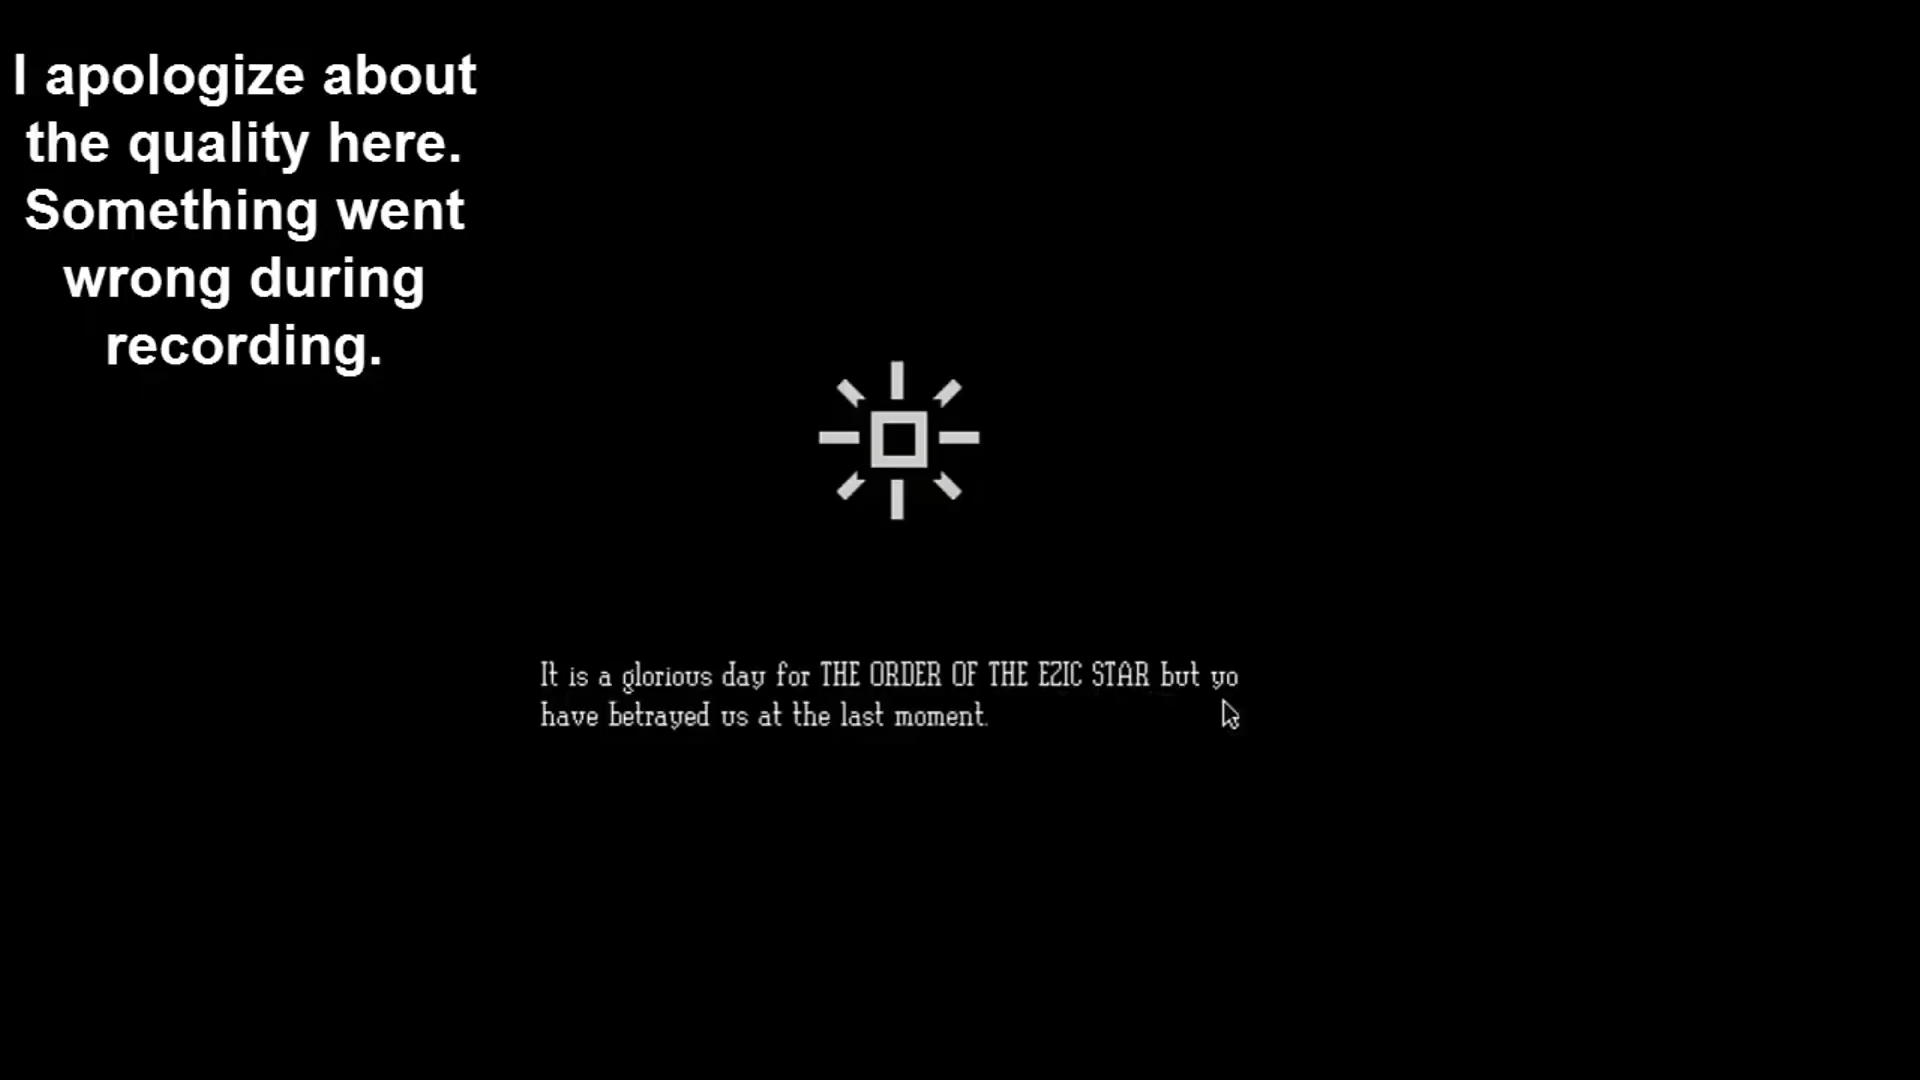 I apologize about
the quality here.
Something went
wrong during
recording.
It is a glorious day for THE ORDER OF THE EZIC STAR but yo
have betrayed us at the last moment.